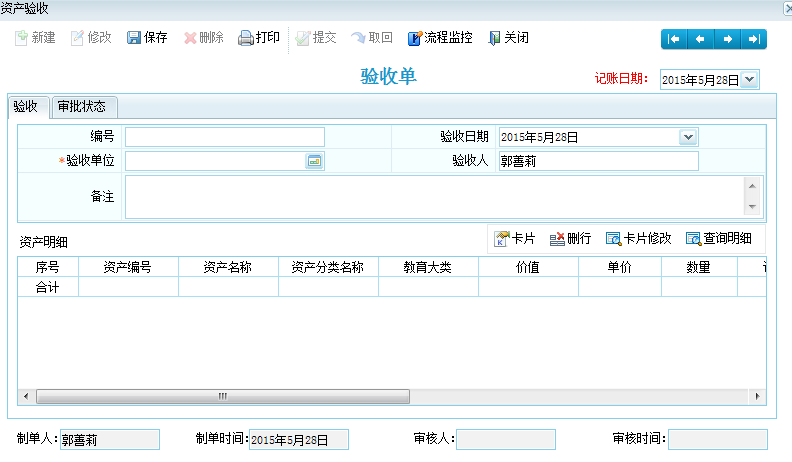 资产验收
新建 修改 保存 删除 打印 提交 取回 流程监控 关闭
验收单 记账日期： 2015年5月28日
验收 审批状态
编号 验收日期 2015年5月28日
*验收单位 验收人 郭善莉
备注
资产明细 卡片 删行 卡片修改 查询明细
序号 资产编号 资产名称 资产分类名称 教育大类 价值 单价 数量
合计
制单人： 郭善莉 制单时间： 2015年5月28日 审核人： 审核时间：